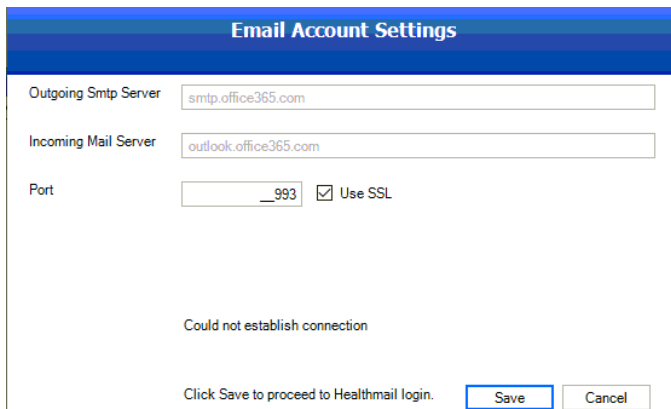 Email Account Settings
Outgoing Smtp Server smtp.office365.com
Incoming Mail Server outlook.office365.com
Port __993 Use SSL
Could not establish connection
Click Save to proceed to Healthmail login. Save Cancel